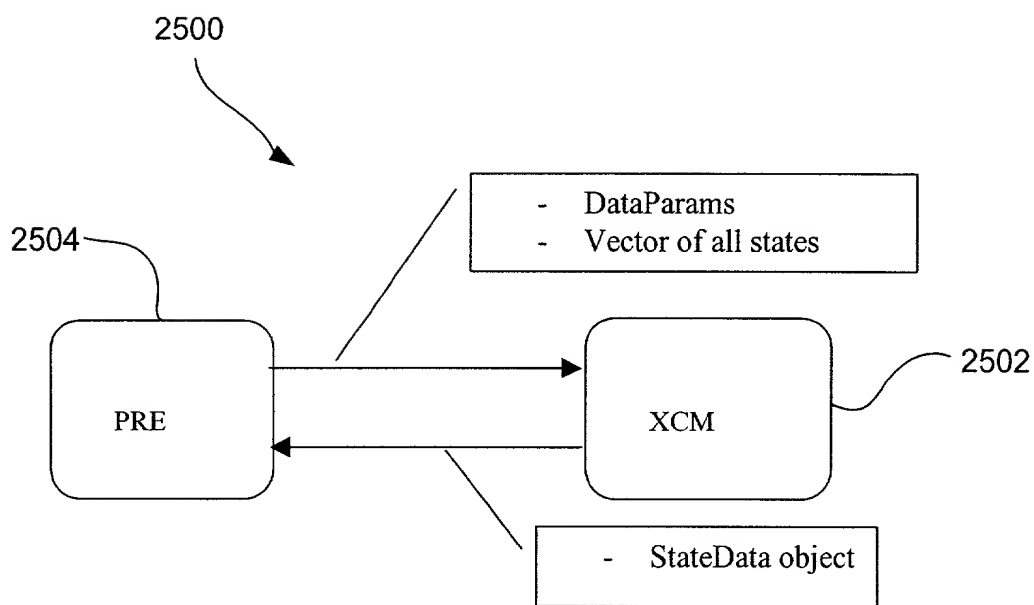 2500
- DataParams
- Vector of all states
2504
2502
PRE
XCM
- StateData object